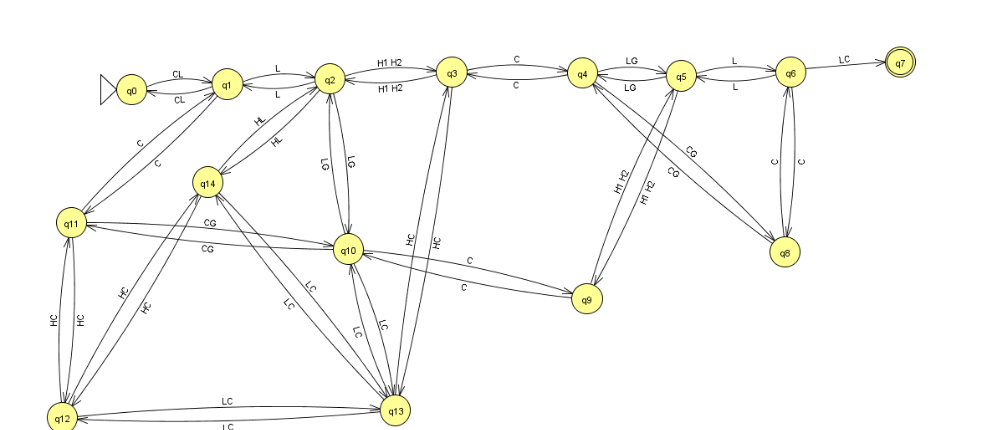 q0
CL
CL
q1
L
L
q2
H1 H2
H1 H2
q3
C
C
q4
LG
LG
q5
L
L
q6
LC
q7
C
C
HL
HL
q14
LG
LG
CG
CG
H1 H2
H1 H2
C
C
q11
CG
CG
q10
C
C
HC
HC
q8
q9
HC
HC
HC
HC
LC
LC
LC
LC
q12
LC
LC
q13